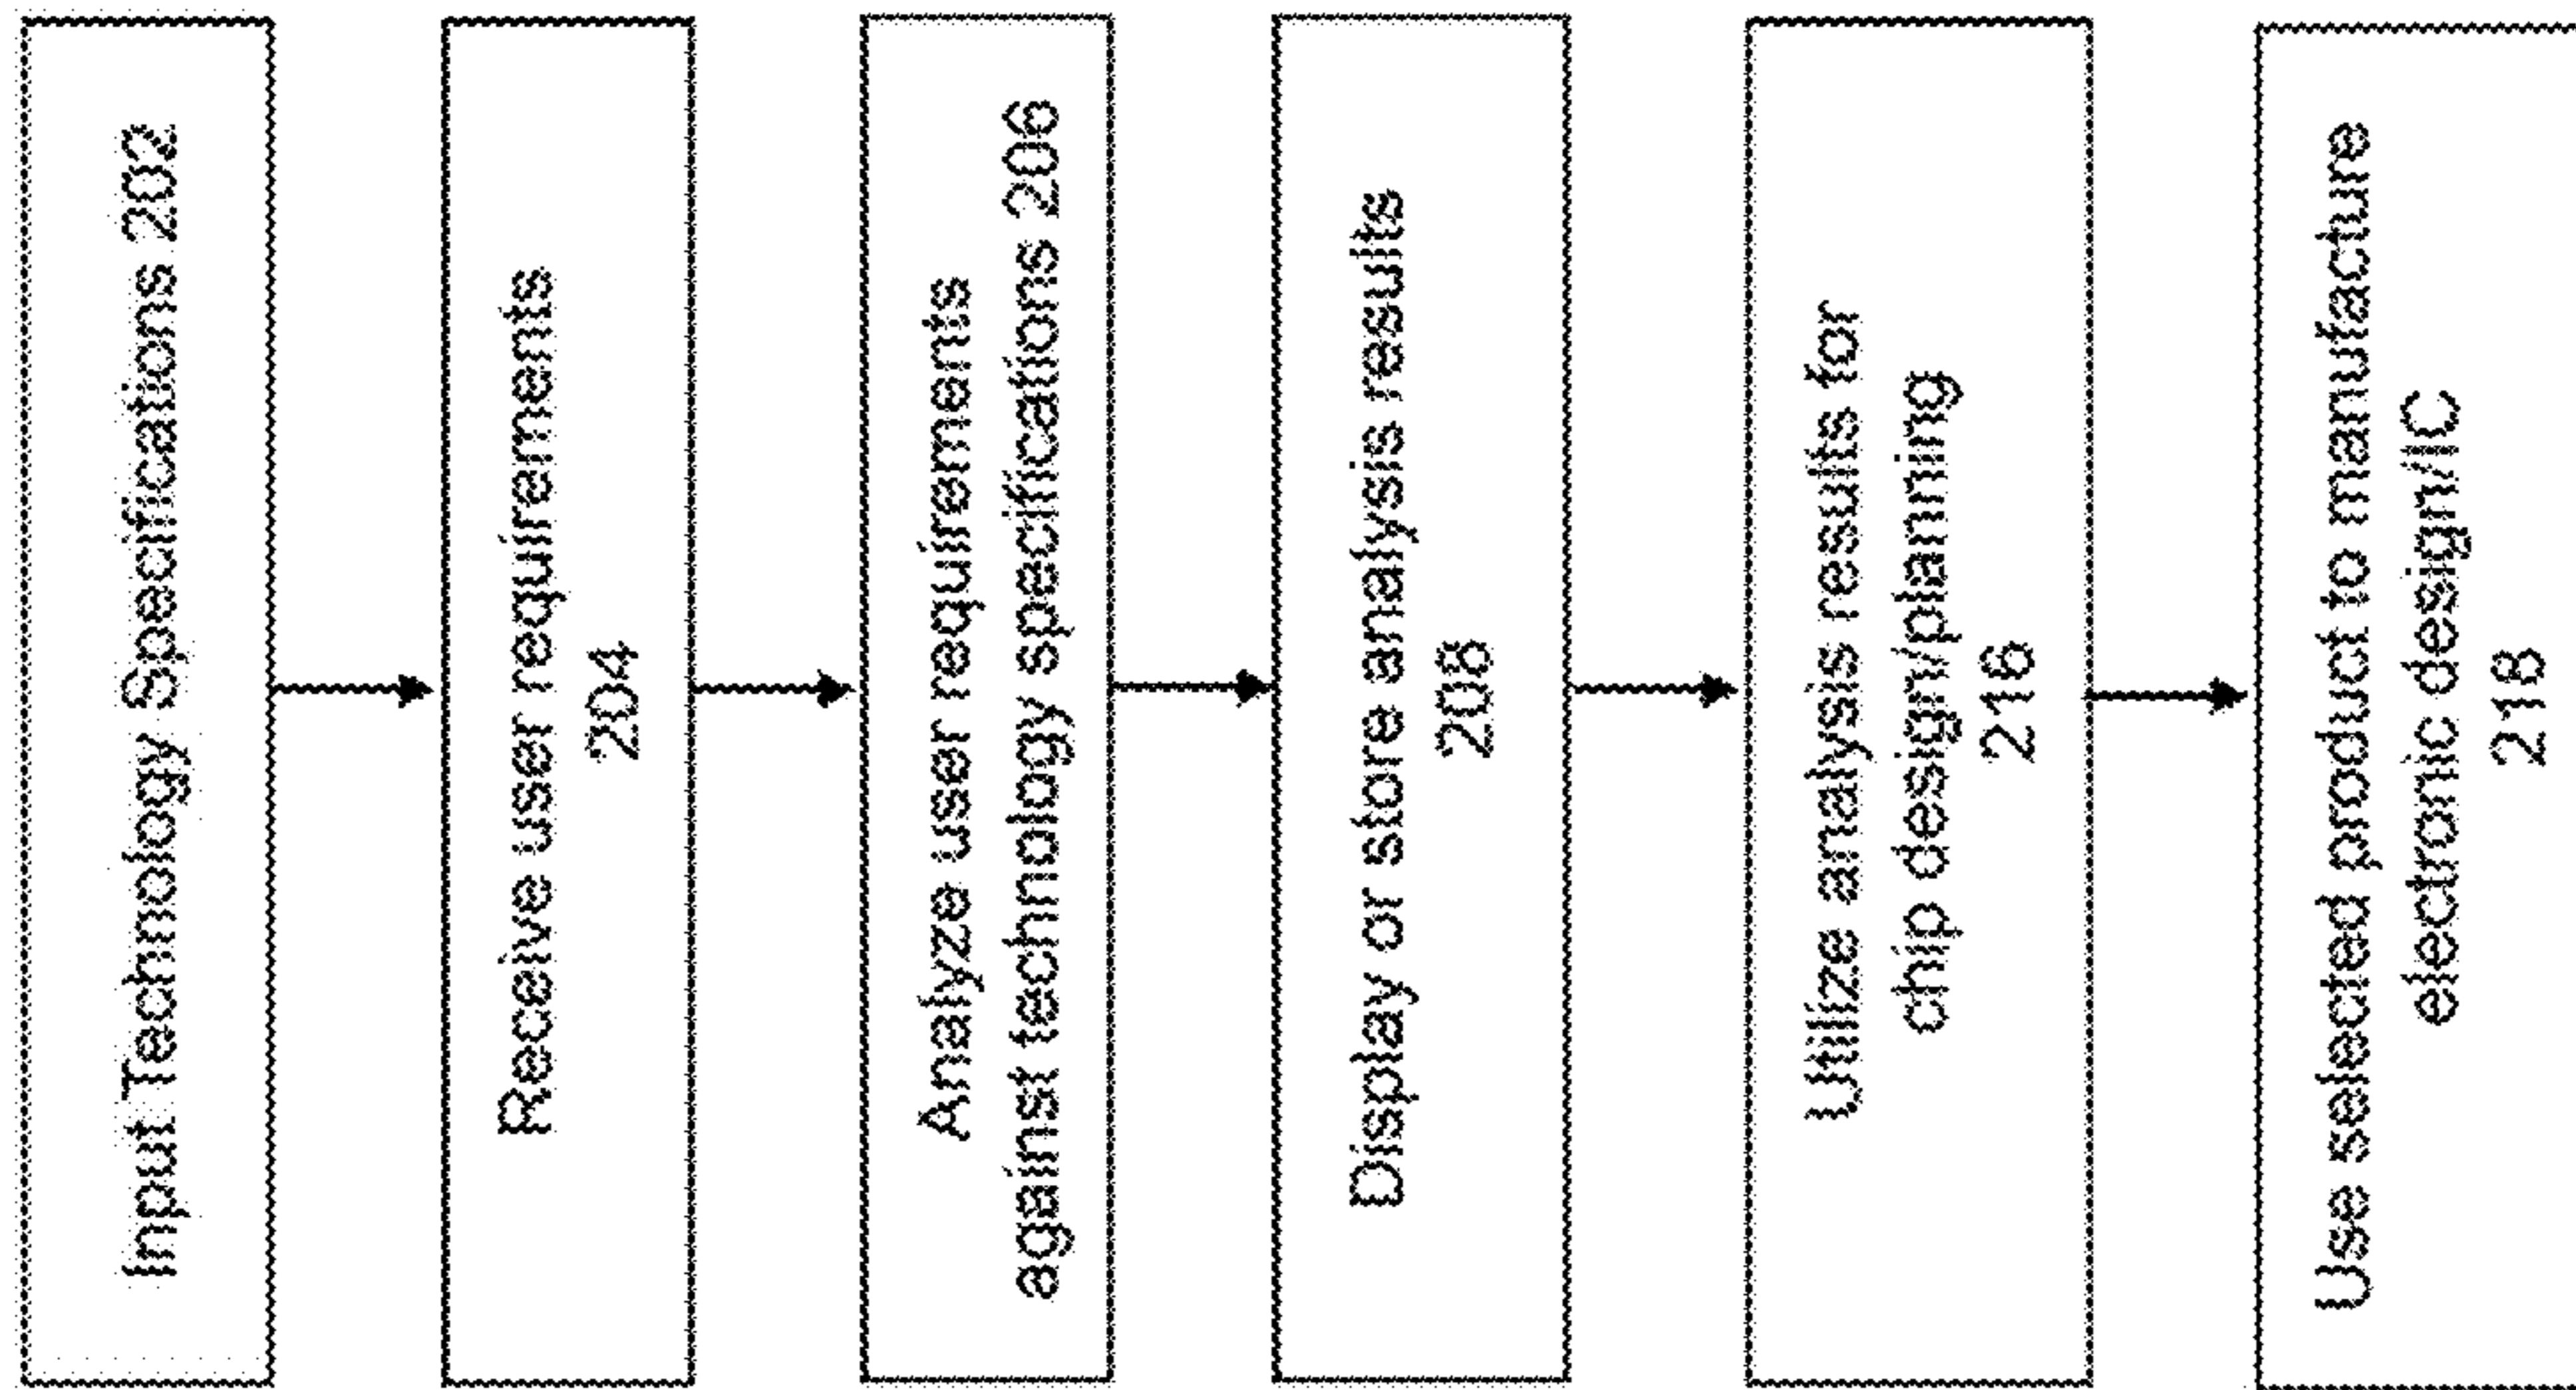 Input Technology Specifications 202
Receive user requirements
204
Analyze user requirements
against technology specifications 206
Display or store analysis results
208
Utilize analysis results for
chip design/planning
216
Use selected product to manufacture
electronic design/IC
218